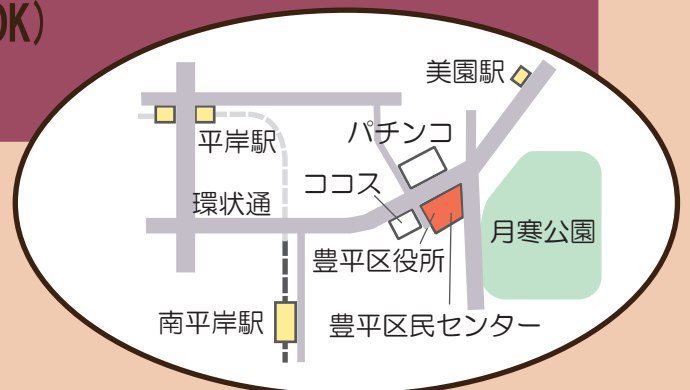 OK)
美園駅
パチンコ
平岸駅
ココス
環状通
月寒公園
豊平区役所
南平岸駅
豊平区民センター